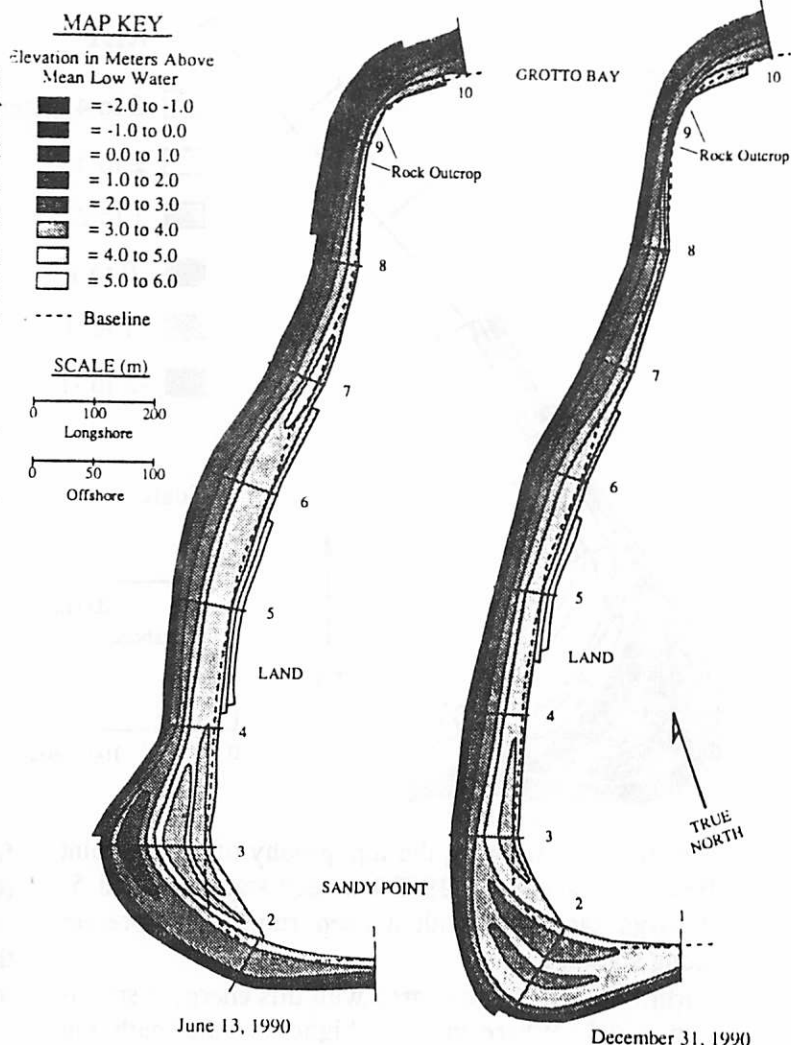 MAP KEY
Elevation in Meters Above
Mean Low Water
= -2.0 to -1.0
= -1.0 to 0.0
= 0.0 to 1.0
= 1.0 to 2.0
= 2.0 to 3.0
= 3.0 to 4.0
= 4.0 to 5.0
= 5.0 to 6.0
Baseline
SCALE (m)
0 100 200
Longshore
0 50 100
Offshore
GROTTO BAY
10
9
Rock Outcrop
8
7
6
5
LAND
4
3
SANDY POINT
2
1
June 13, 1990
10
9
Rock Outcrop
8
7
6
5
LAND
4
TRUE
NORTH
3
2
1
December 31, 1990